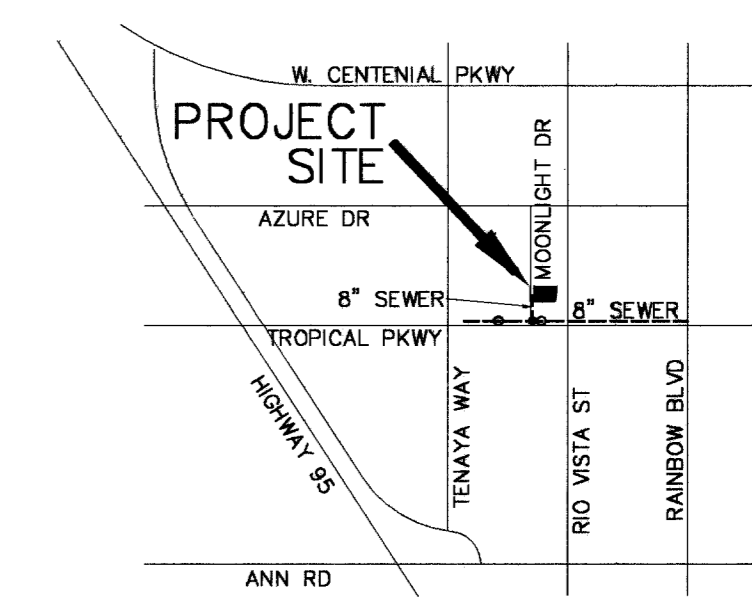 W. CENTENIAL PKWY
PROJECT
SITE
MOONLIGHT DR
AZURE DR
8" SEWER
8" SEWER
TROPICAL PKWY
HIGHWAY 95
TENAYA WAY
RIO VISTA ST
RAINBOW BLVD
ANN RD